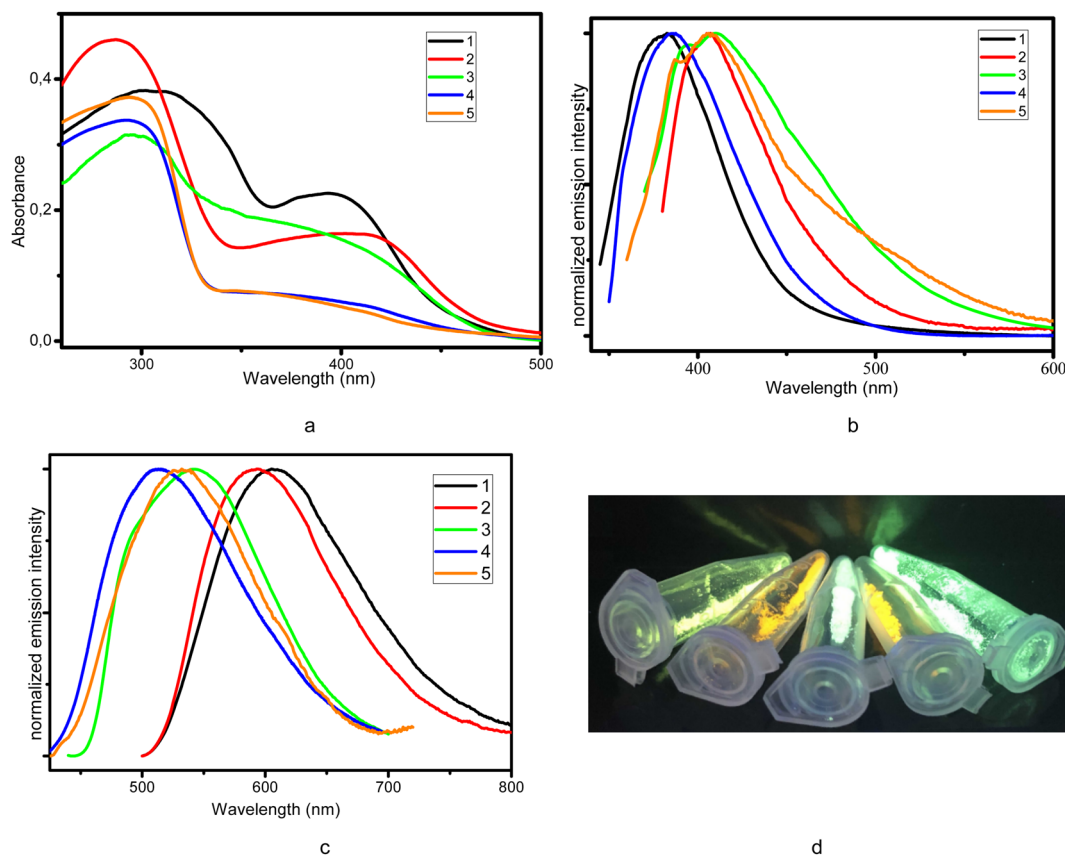 0,4
0,2
0,0
Absorbance
300
400
500
Wavelength (nm)
1
2
3
4
5
a
normalized emission intensity
400
500
600
Wavelength (nm)
1
2
3
4
5
b
normalized emission intensity
500
600
700
800
Wavelength (nm)
1
2
3
4
5
c
d